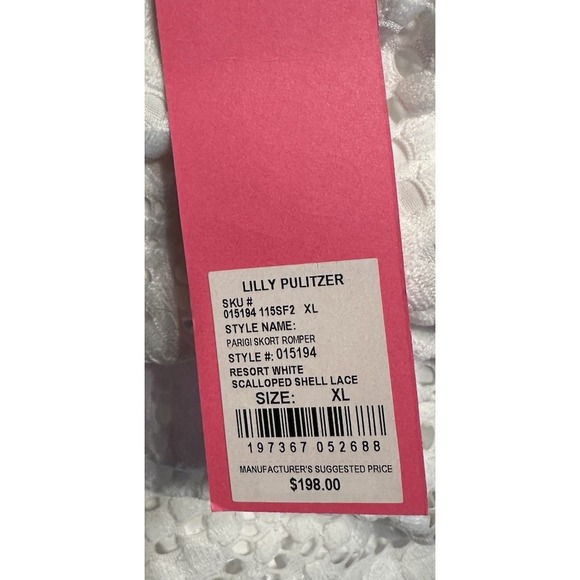 LILLY PULITZER
SKU #
015194 115SF2 XL
STYLE NAME:
PARIGI SKORT ROMPER
STYLE #: 015194
RESORT WHITE
SCALLOPED SHELL LACE
SIZE: XL
197367 052688
MANUFACTURER'S SUGGESTED PRICE
$198.00